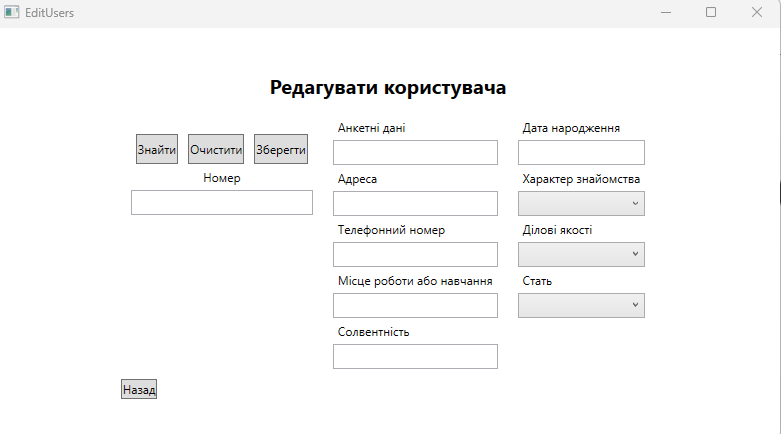 EditUsers
Редагувати користувача
Знайти Очистити Зберегти
Номер
Анкетні дані
Адреса
Телефонний номер
Місце роботи або навчання
Солвентність
Дата народження
Характер знайомства
Ділові якості
Стать
Назад